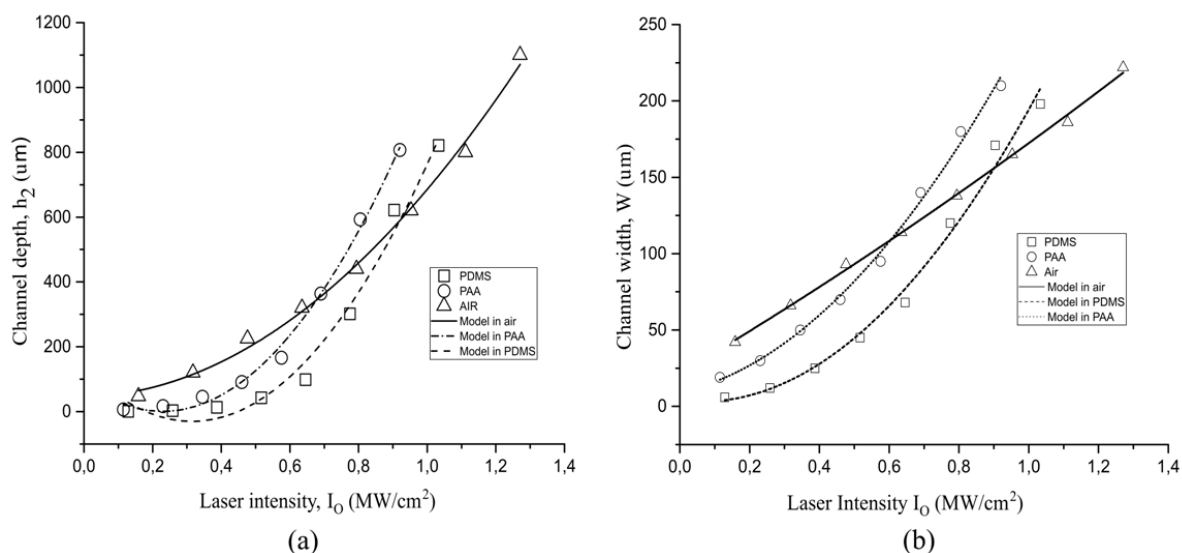 1200
1000
800
600
400
200
0
Channel depth, h2 (um)
0,0 0,2 0,4 0,6 0,8 1,0 1,2 1,4
Laser intensity, IO (MW/cm2)
PDMS
PAA
AIR
Model in air
Model in PAA
Model in PDMS
(a)
250
200
150
100
50
0
Channel width, W (um)
0,0 0,2 0,4 0,6 0,8 1,0 1,2 1,4
Laser Intensity IO (MW/cm2)
PDMS
PAA
Air
Model in air
Model in PDMS
Model in PAA
(b)